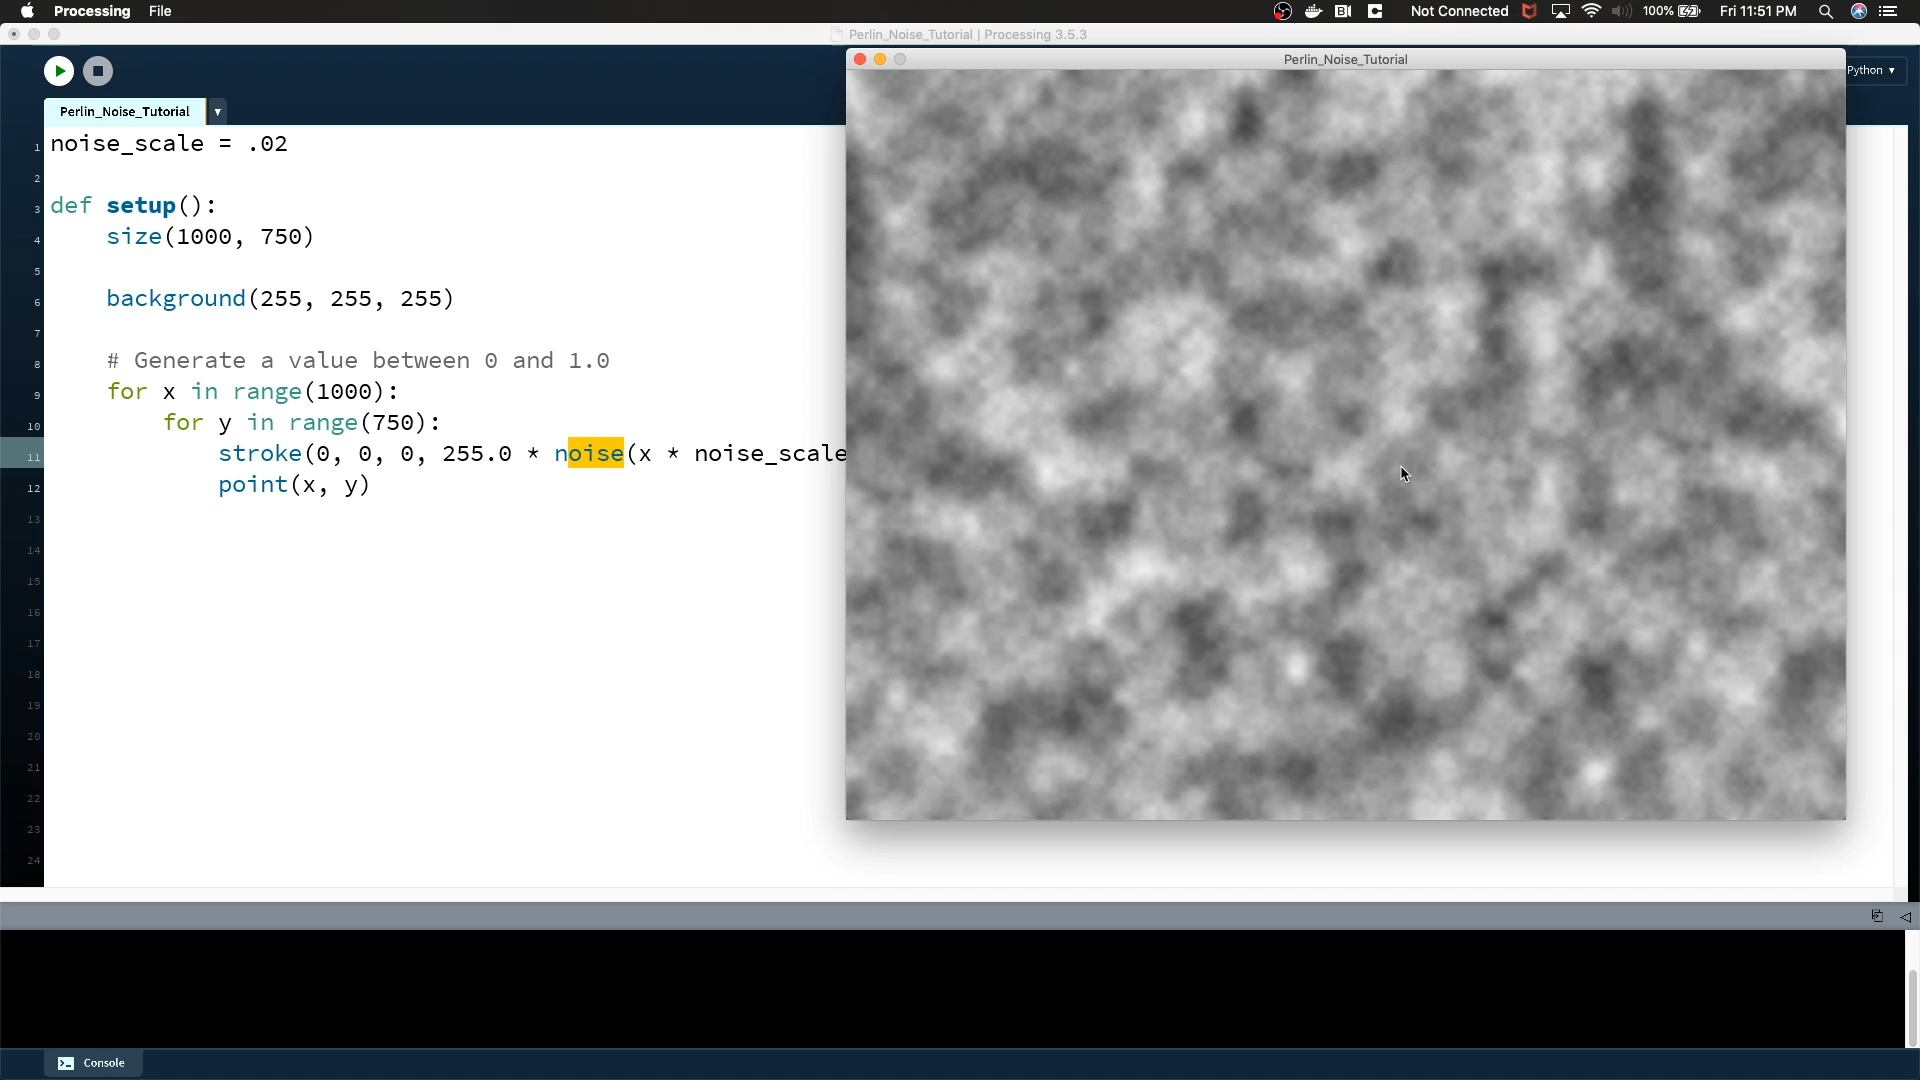 Processing File
Not Connected 100% Fri 11:51 PM
Perlin_Noise_Tutorial | Processing 3.5.3
Perlin_Noise_Tutorial
Python ▾
Perlin_Noise_Tutorial ▾
1 noise_scale = .02
2
3 def setup():
4 size(1000, 750)
5
6 background(255, 255, 255)
7
8 # Generate a value between 0 and 1.0
9 for x in range(1000):
10 for y in range(750):
11 stroke(0, 0, 0, 255.0 * noise(x * noise_scale
12 point(x, y)
13
14
15
16
17
18
19
20
21
22
23
24
Console